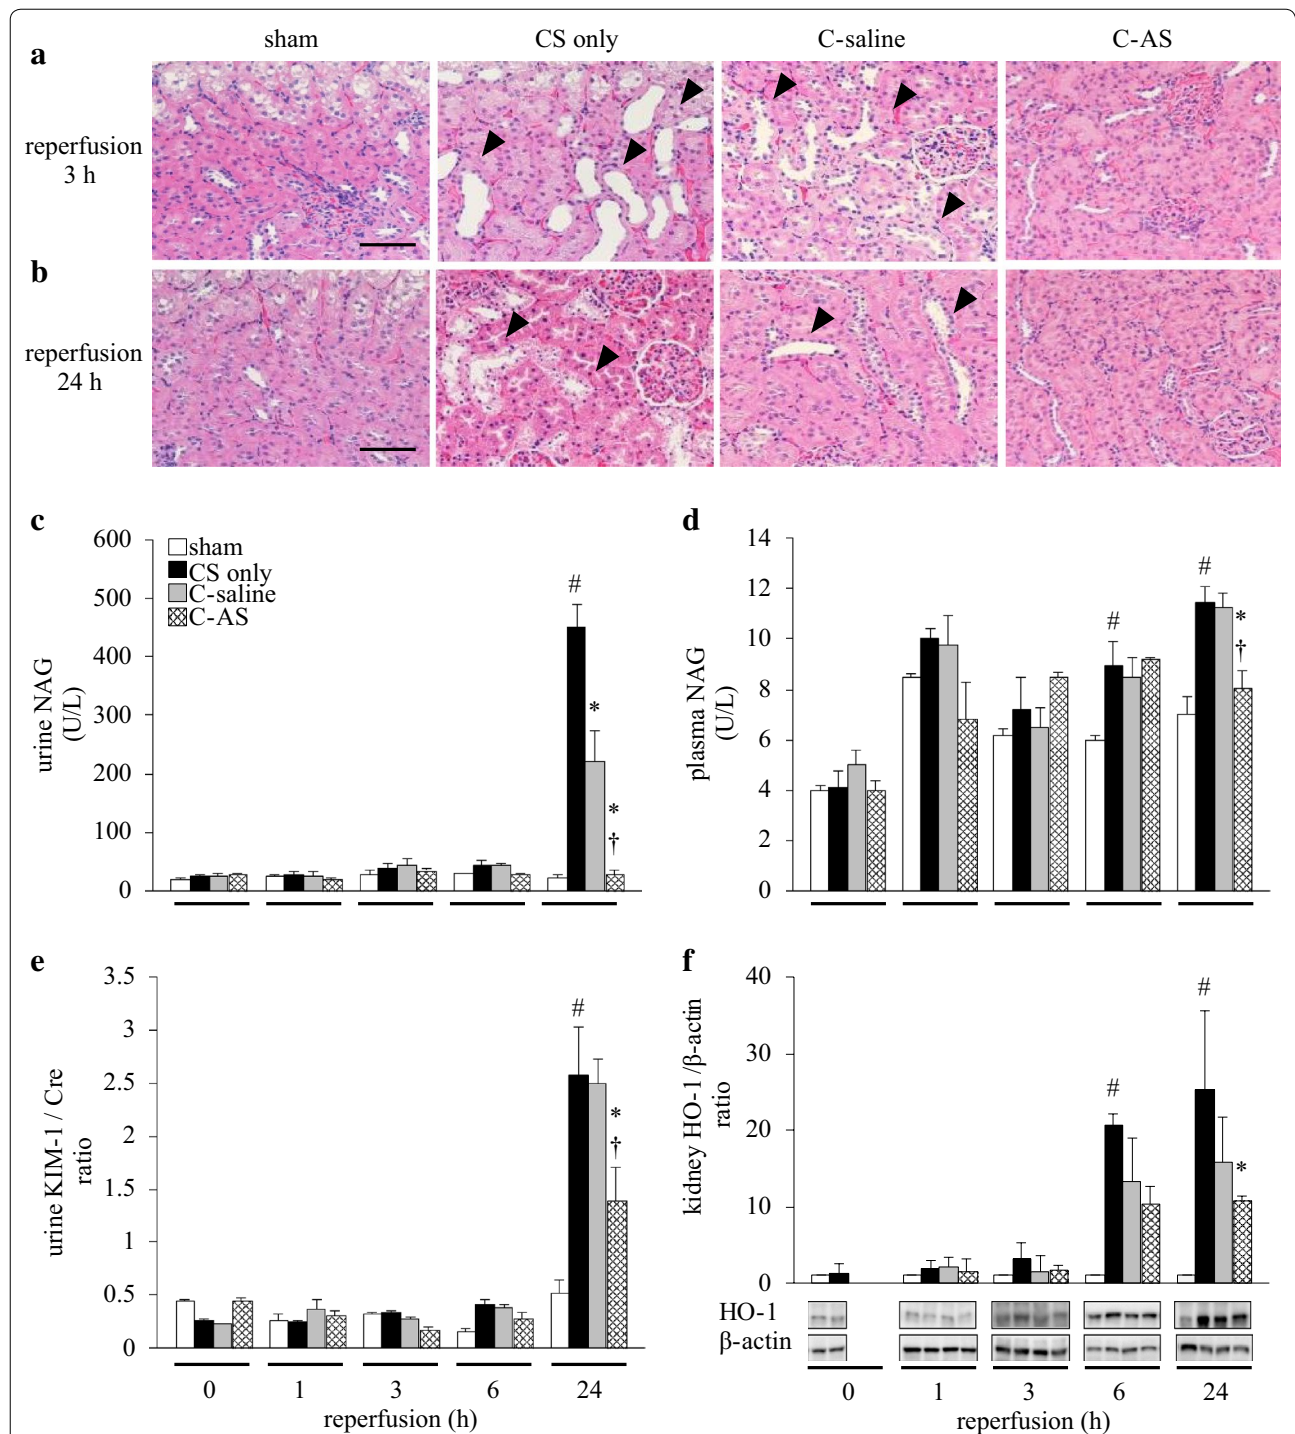 sham CS only C-saline C-AS
a
reperfusion
3 h
b
reperfusion
24 h
c
600
500
400
300
200
100
0
urine NAG
(U/L)
sham
CS only
C-saline
C-AS
#
*
*
†
d
14
12
10
8
6
4
2
0
plasma NAG
(U/L)
#
#
*
†
e
3.5
3
2.5
2
1.5
1
0.5
0
urine KIM-1 / Cre
ratio
#
*
†
0 1 3 6 24
reperfusion (h)
f
40
30
20
10
0
kidney HO-1 /β-actin
ratio
#
#
*
HO-1
β-actin
0 1 3 6 24
reperfusion (h)